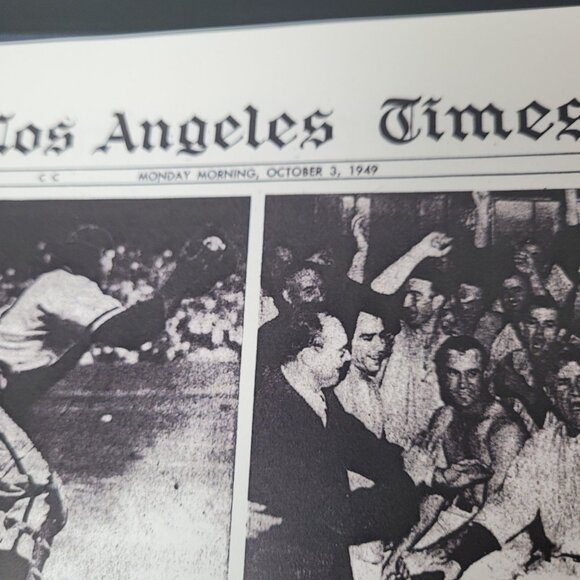 Los Angeles Times
C C MONDAY MORNING, OCTOBER 3, 1949